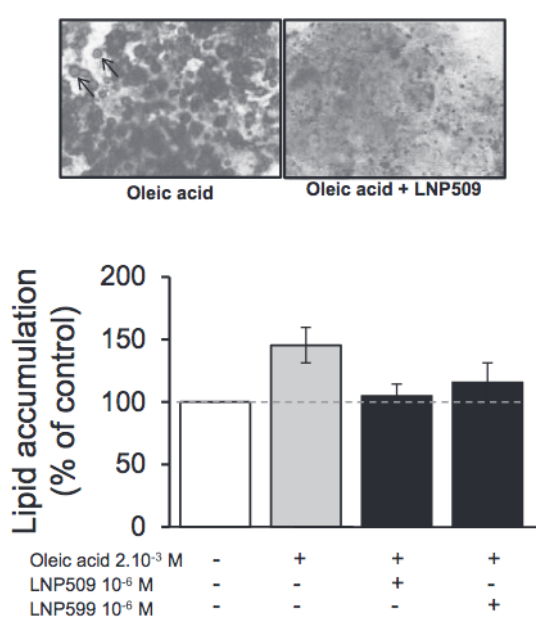 Oleic acid
Oleic acid + LNP509
Lipid accumulation
(% of control)
200
150
100
50
0
Oleic acid 2.10⁻³ M - + + +
LNP509 10⁻⁶ M - - + -
LNP599 10⁻⁶ M - - - +